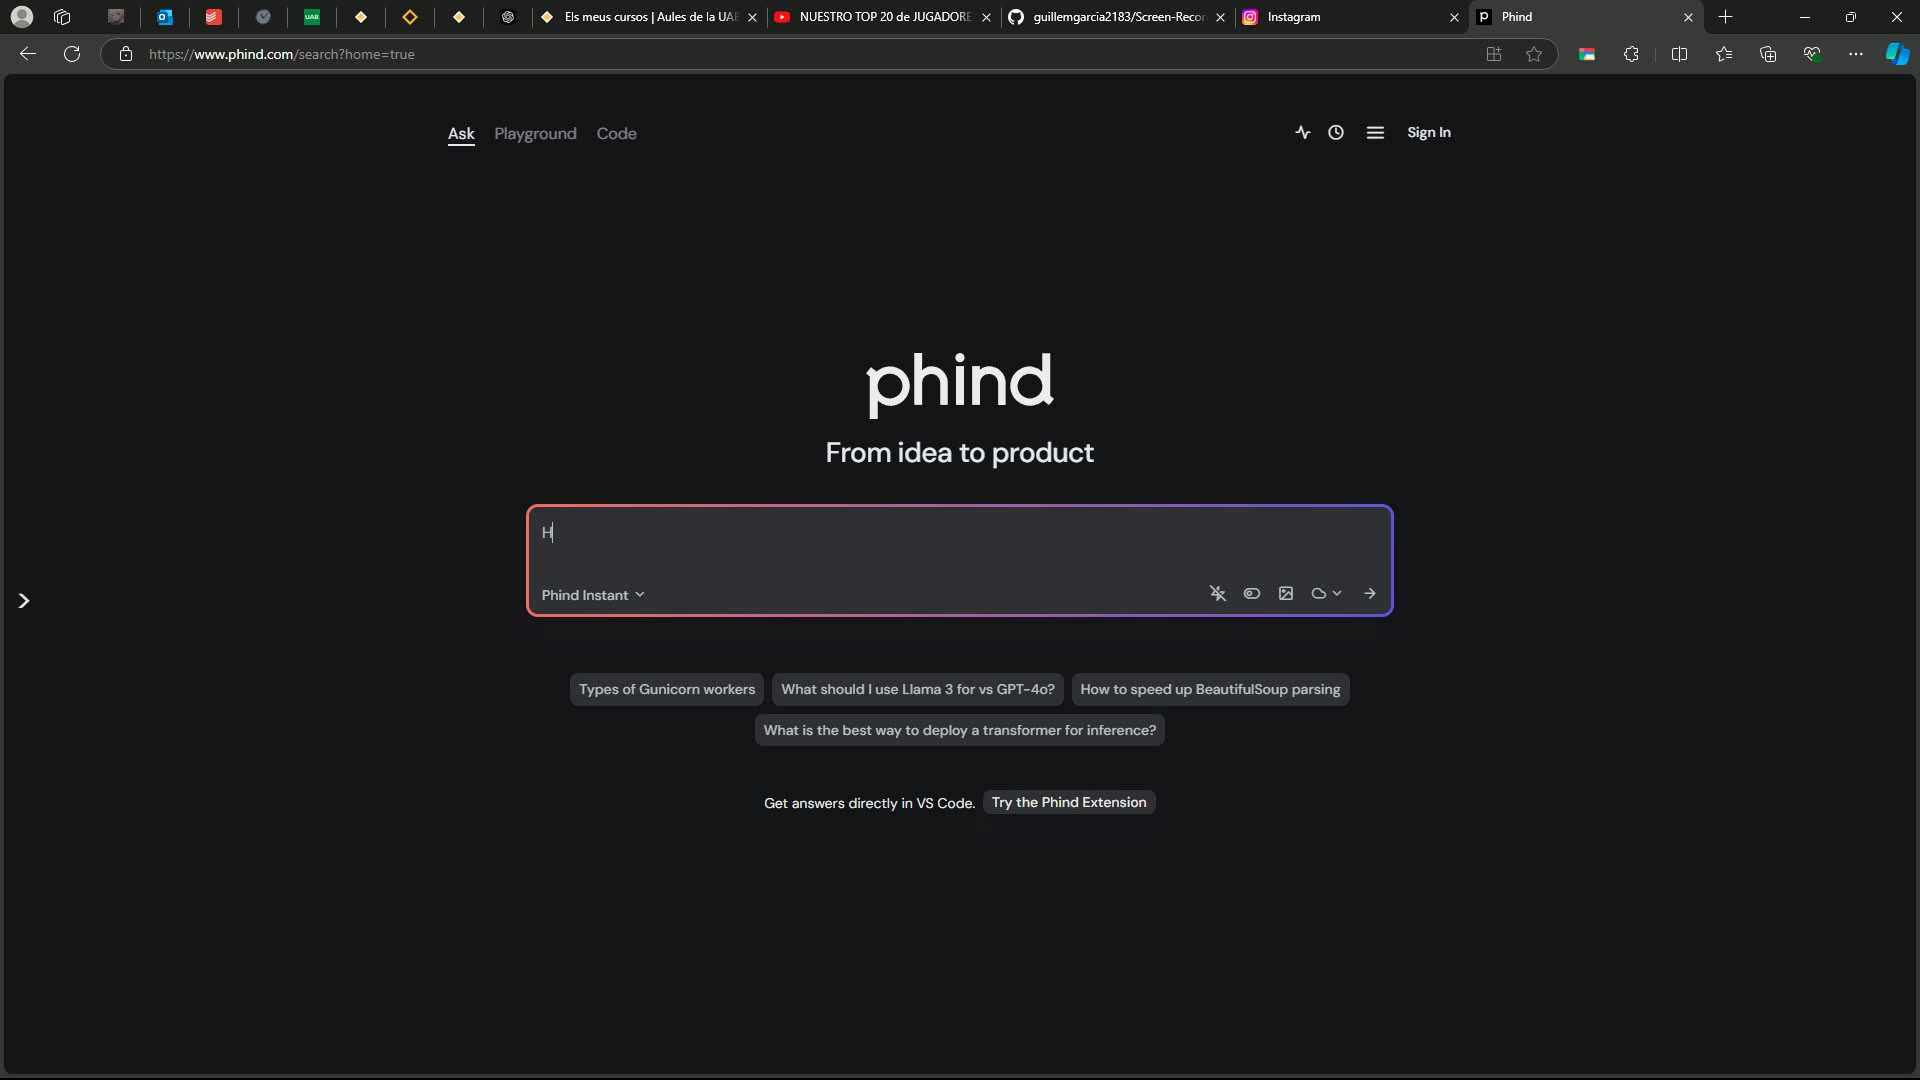 UAB
Els meus cursos | Aules de la UAB
NUESTRO TOP 20 de JUGADORE
guillemgarcia2183/Screen-Recor
Instagram
Phind
https://www.phind.com/search?home=true
Ask
Playground
Code
Sign In
phind
From idea to product
H
Phind Instant
Types of Gunicorn workers
What should I use Llama 3 for vs GPT-4o?
How to speed up BeautifulSoup parsing
What is the best way to deploy a transformer for inference?
Get answers directly in VS Code.
Try the Phind Extension